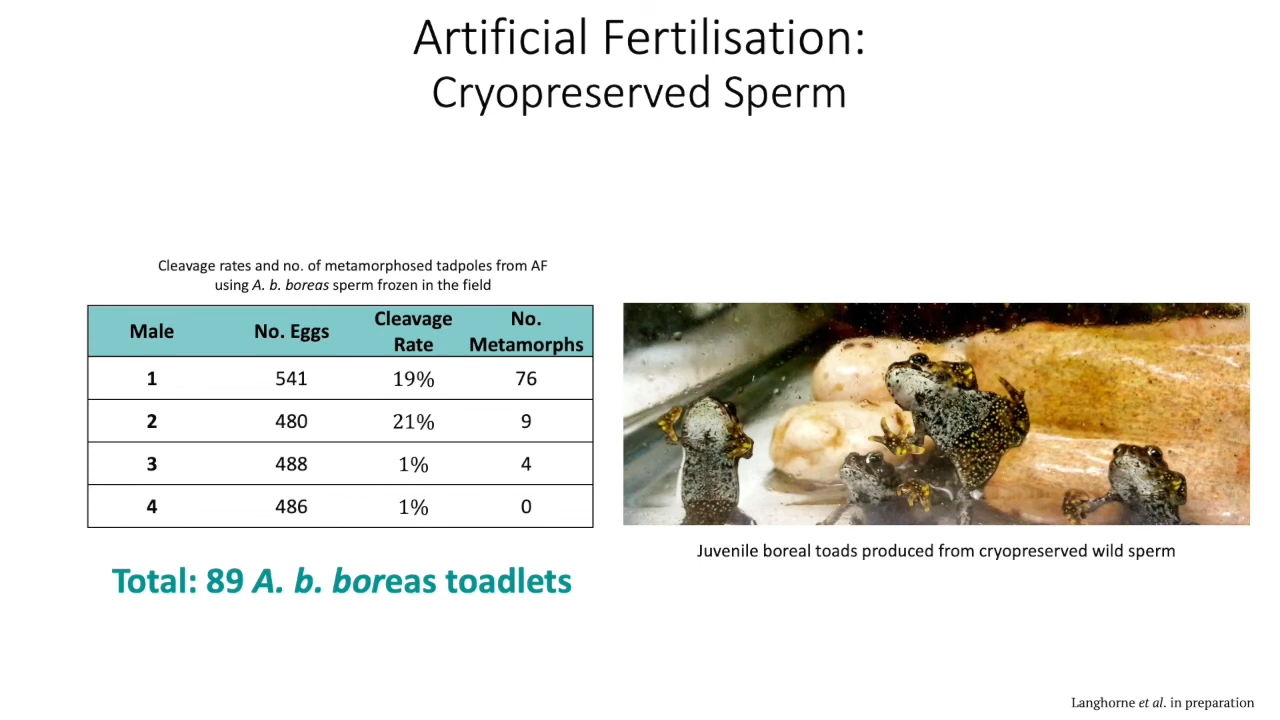 Artificial Fertilisation:
Cryopreserved Sperm
Cleavage rates and no. of metamorphosed tadpoles from AF
using A. b. boreas sperm frozen in the field
Male No. Eggs Cleavage Rate No. Metamorphs
1 541 19% 76
2 480 21% 9
3 488 1% 4
4 486 1% 0
Total: 89 A. b. boreas toadlets
Juvenile boreal toads produced from cryopreserved wild sperm
Langhorne et al. in preparation